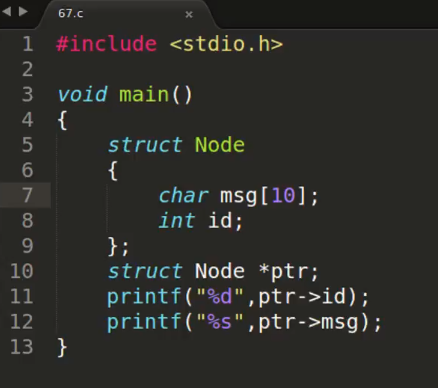 67.c
1 #include <stdio.h>
2
3 void main()
4 {
5 struct Node
6 {
7 char msg[10];
8 int id;
9 };
10 struct Node *ptr;
11 printf("%d",ptr->id);
12 printf("%s",ptr->msg);
13 }